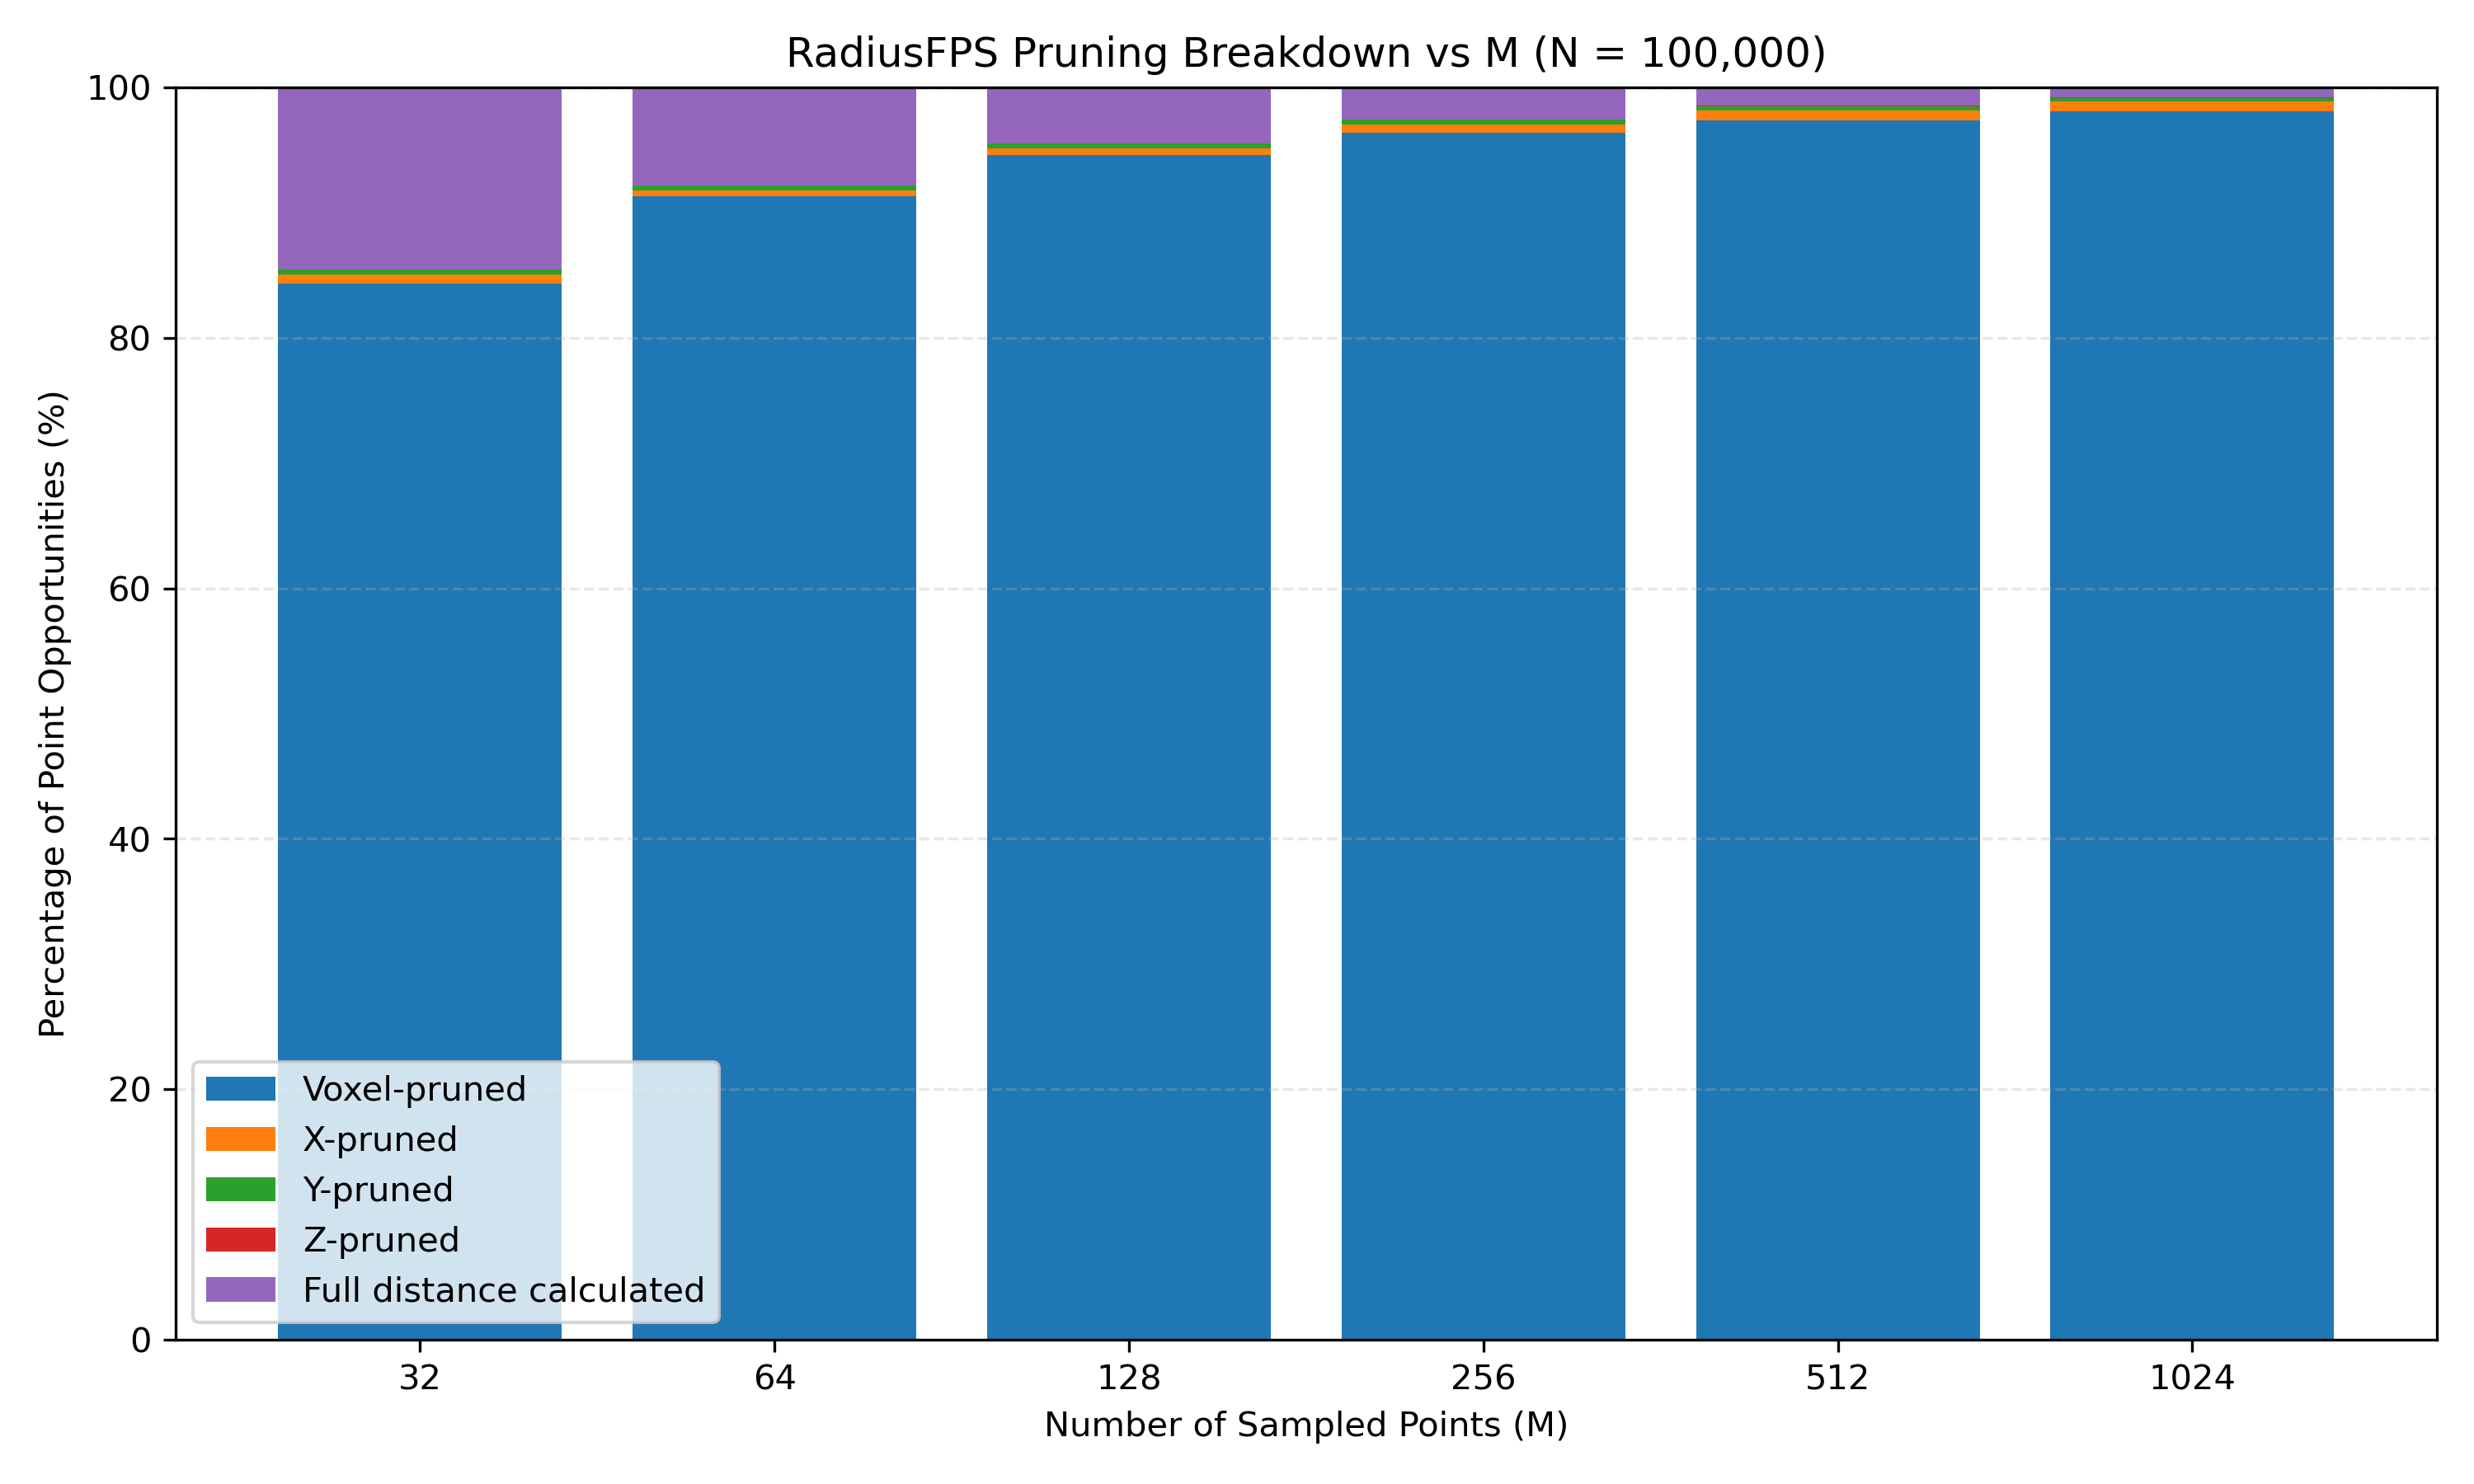 RadiusFPS Pruning Breakdown vs M (N = 100,000)
Percentage of Point Opportunities (%)
100
80
60
40
20
0
Voxel-pruned
X-pruned
Y-pruned
Z-pruned
Full distance calculated
32 64 128 256 512 1024
Number of Sampled Points (M)